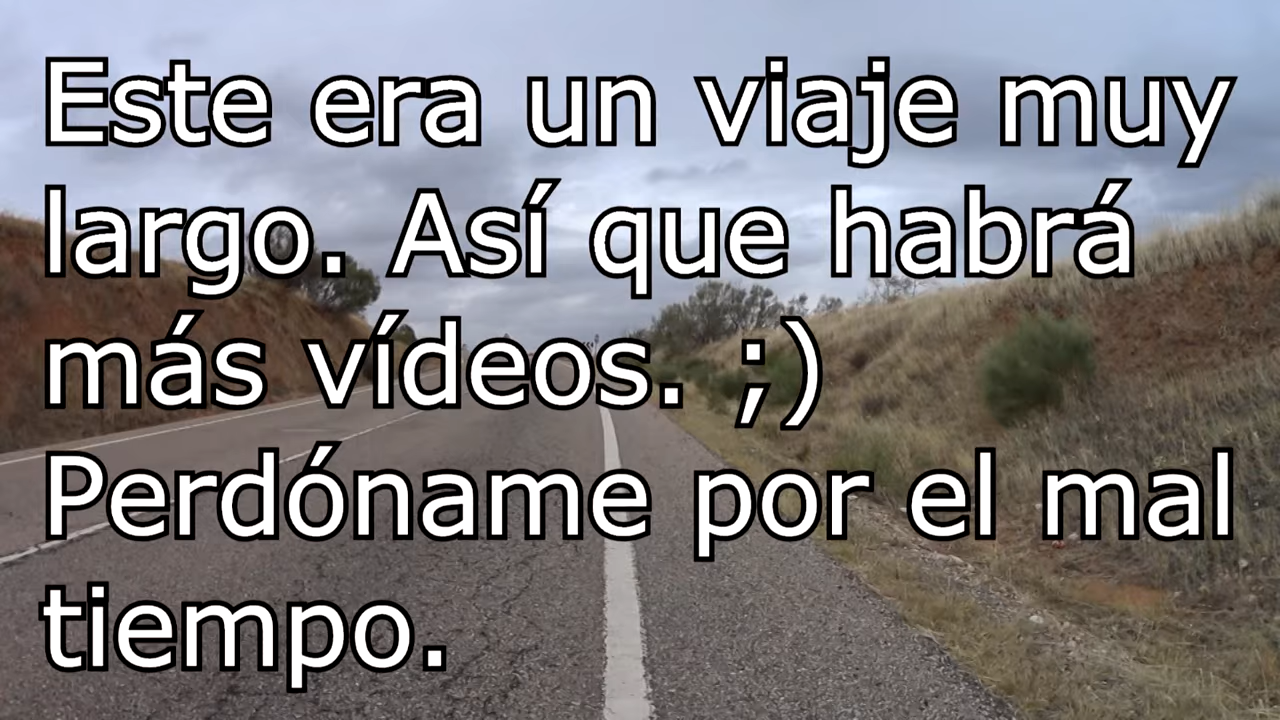 Este era un viaje muy
largo. Así que habrá
más vídeos. ;)
Perdóname por el mal
tiempo.